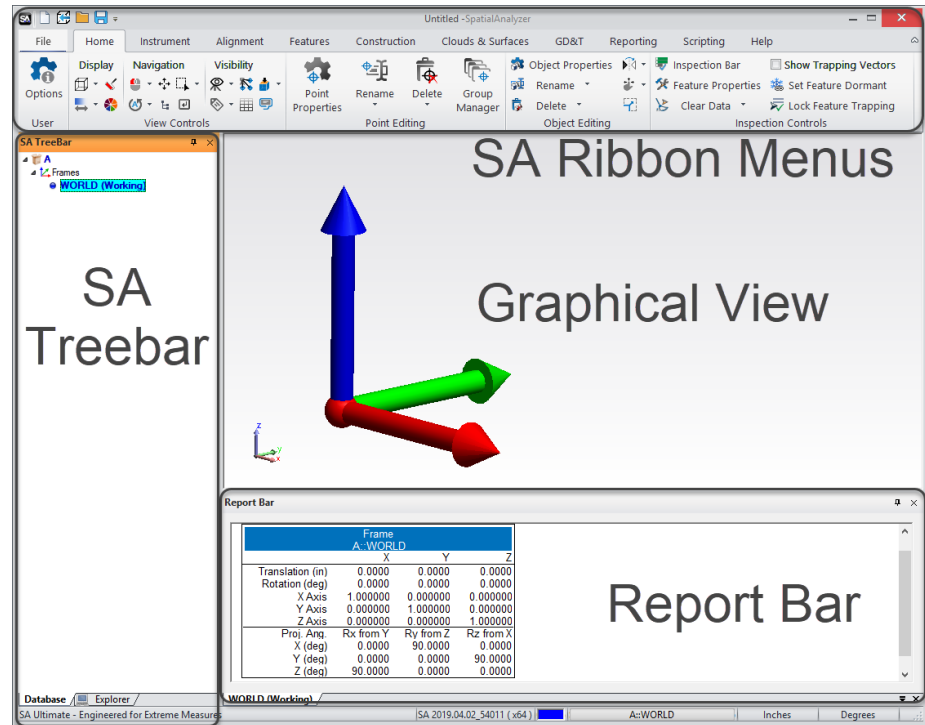 SA Untitled -SpatialAnalyzer
File Home Instrument Alignment Features Construction Clouds & Surfaces GD&T Reporting Scripting Help
Display Navigation Visibility Object Properties Inspection Bar Show Trapping Vectors
Options Point Properties Rename Delete Group Manager Rename Feature Properties Set Feature Dormant
Delete Clear Data Lock Feature Trapping
User View Controls Point Editing Object Editing Inspection Controls
SA TreeBar
A
Frames
WORLD (Working)
SA Ribbon Menus
SA
Treebar
Graphical View
z
y
x
Report Bar
Frame
A::WORLD
X Y Z
Translation (in) 0.0000 0.0000 0.0000
Rotation (deg) 0.0000 0.0000 0.0000
X Axis 1.000000 0.000000 0.000000
Y Axis 0.000000 1.000000 0.000000
Z Axis 0.000000 0.000000 1.000000
Proj. Ang. Rx from Y Ry from Z Rz from X
X (deg) 0.0000 90.0000 0.0000
Y (deg) 0.0000 0.0000 90.0000
Z (deg) 90.0000 0.0000 0.0000
Report Bar
Database Explorer WORLD (Working)
SA Ultimate - Engineered for Extreme Measure SA 2019.04.02_54011 ( x64 ) A::WORLD Inches Degrees